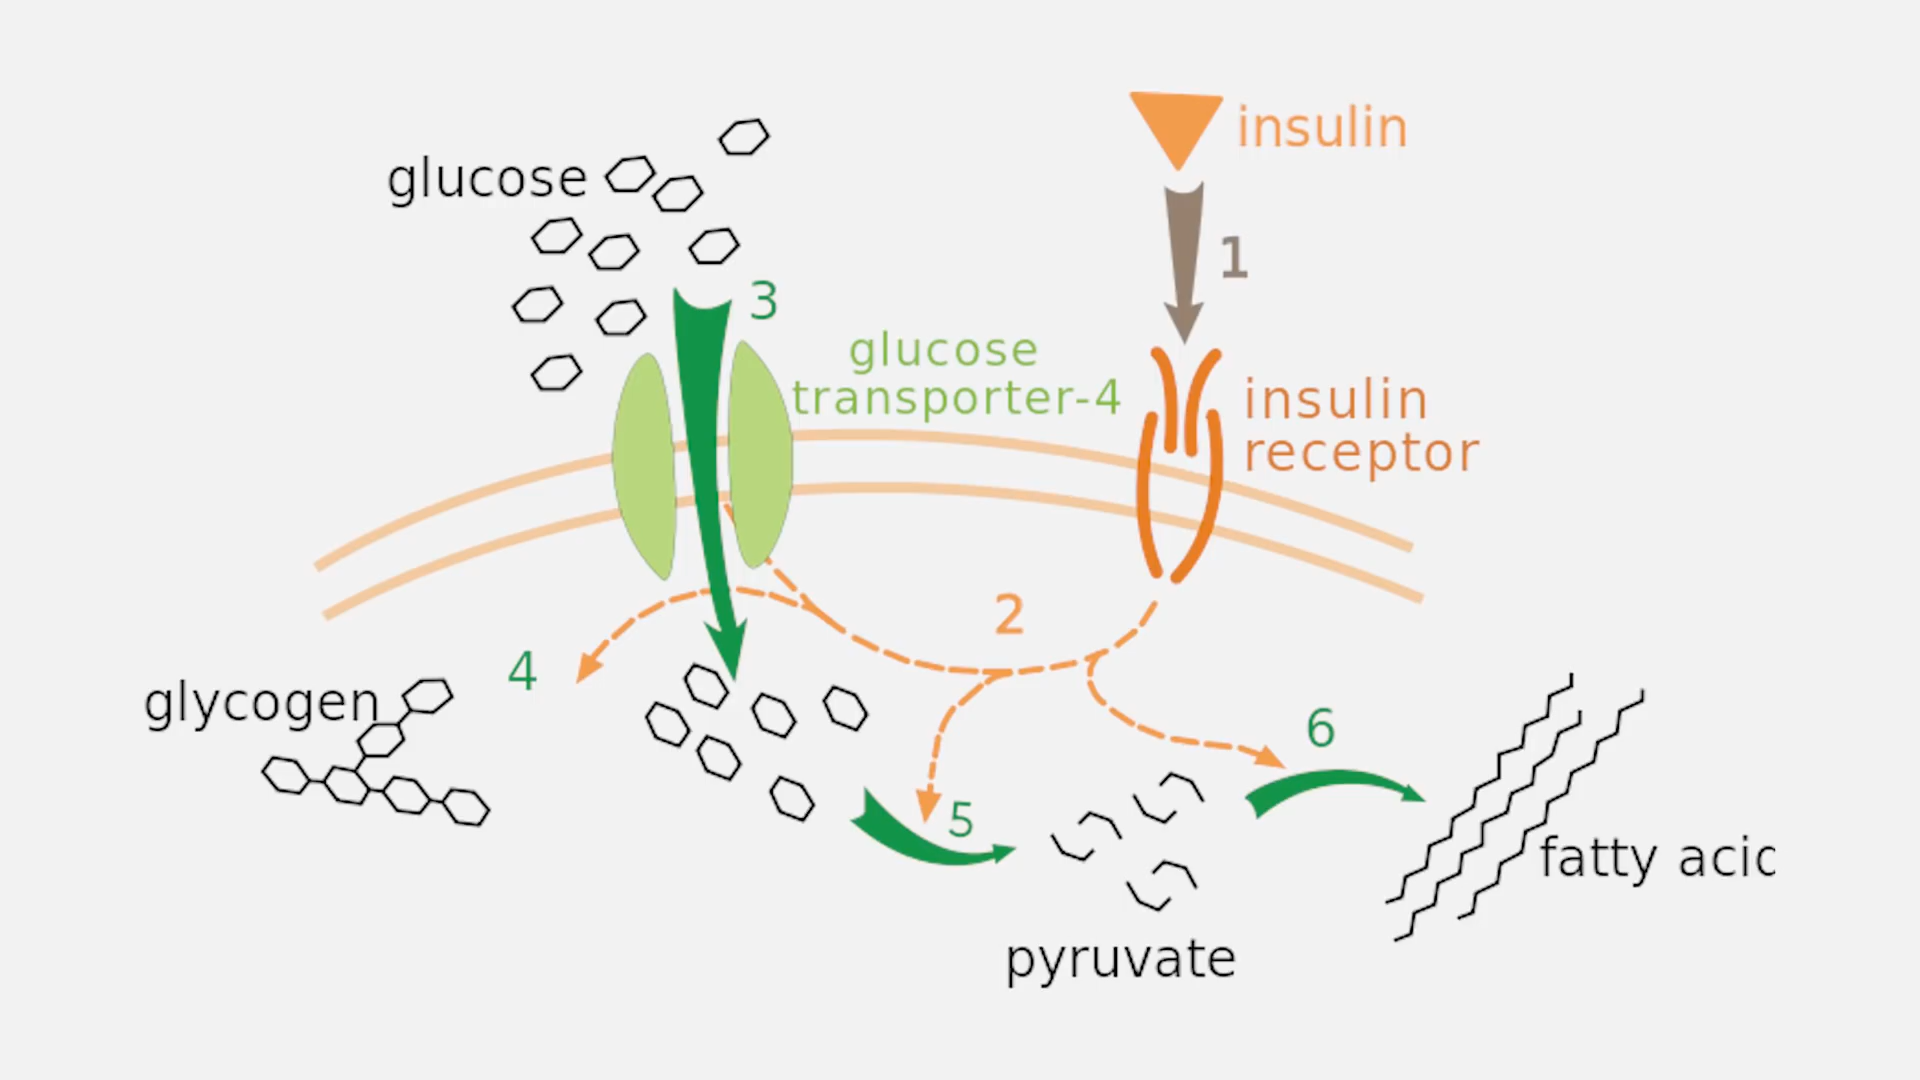 insulin
glucose
1
3
glucose
transporter-4
insulin
receptor
2
4
glycogen
6
5
fatty acic
pyruvate